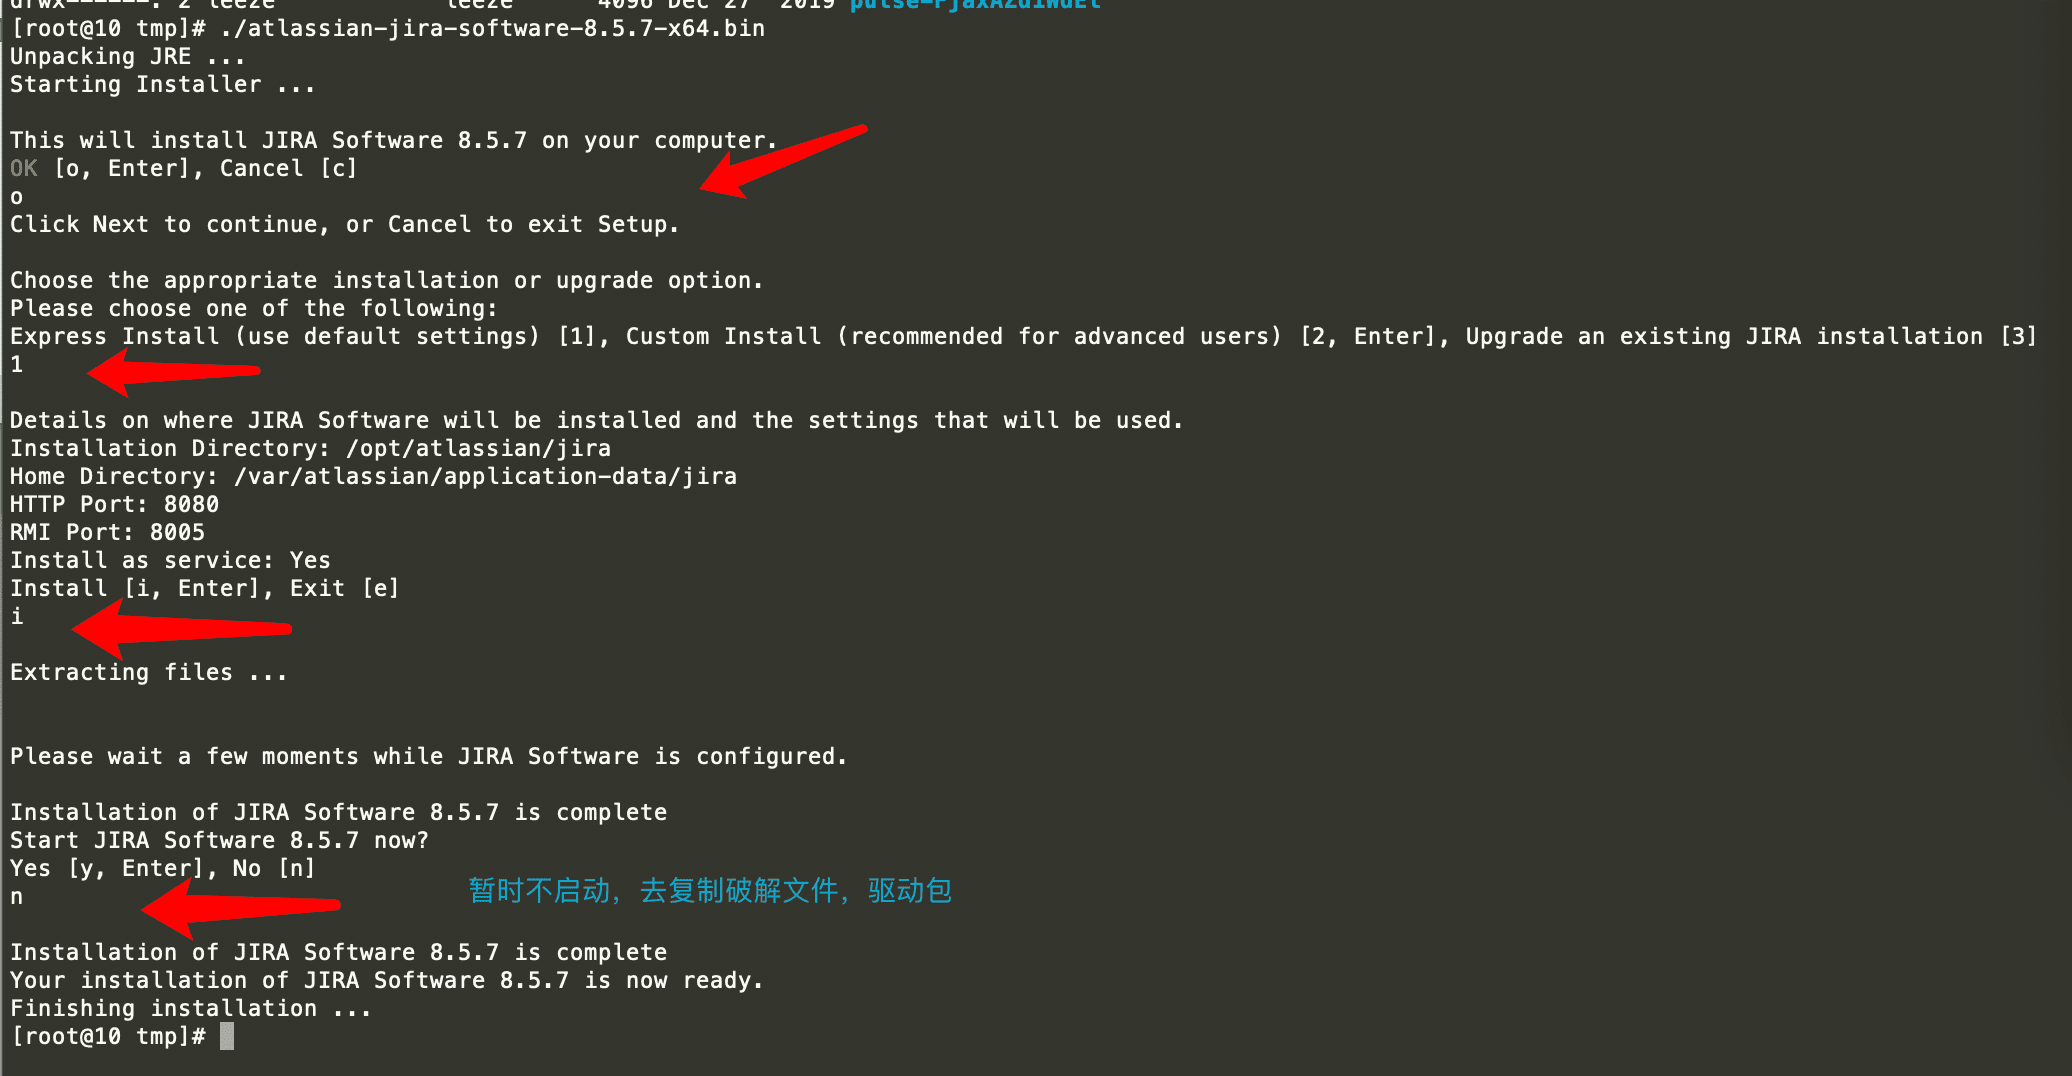 drwx------. 2 leeze leeze 4096 Dec 27 2019
[root@10 tmp]# ./atlassian-jira-software-8.5.7-x64.bin
Unpacking JRE ...
Starting Installer ...
This will install JIRA Software 8.5.7 on your computer.
OK [o, Enter], Cancel [c]
o
Click Next to continue, or Cancel to exit Setup.
Choose the appropriate installation or upgrade option.
Please choose one of the following:
Express Install (use default settings) [1], Custom Install (recommended for advanced users) [2, Enter], Upgrade an existing JIRA installation [3]
1
Details on where JIRA Software will be installed and the settings that will be used.
Installation Directory: /opt/atlassian/jira
Home Directory: /var/atlassian/application-data/jira
HTTP Port: 8080
RMI Port: 8005
Install as service: Yes
Install [i, Enter], Exit [e]
i
Extracting files ...
Please wait a few moments while JIRA Software is configured.
Installation of JIRA Software 8.5.7 is complete
Start JIRA Software 8.5.7 now?
Yes [y, Enter], No [n]
n
暂时不启动，去复制破解文件，驱动包
Installation of JIRA Software 8.5.7 is complete
Your installation of JIRA Software 8.5.7 is now ready.
Finishing installation ...
[root@10 tmp]#